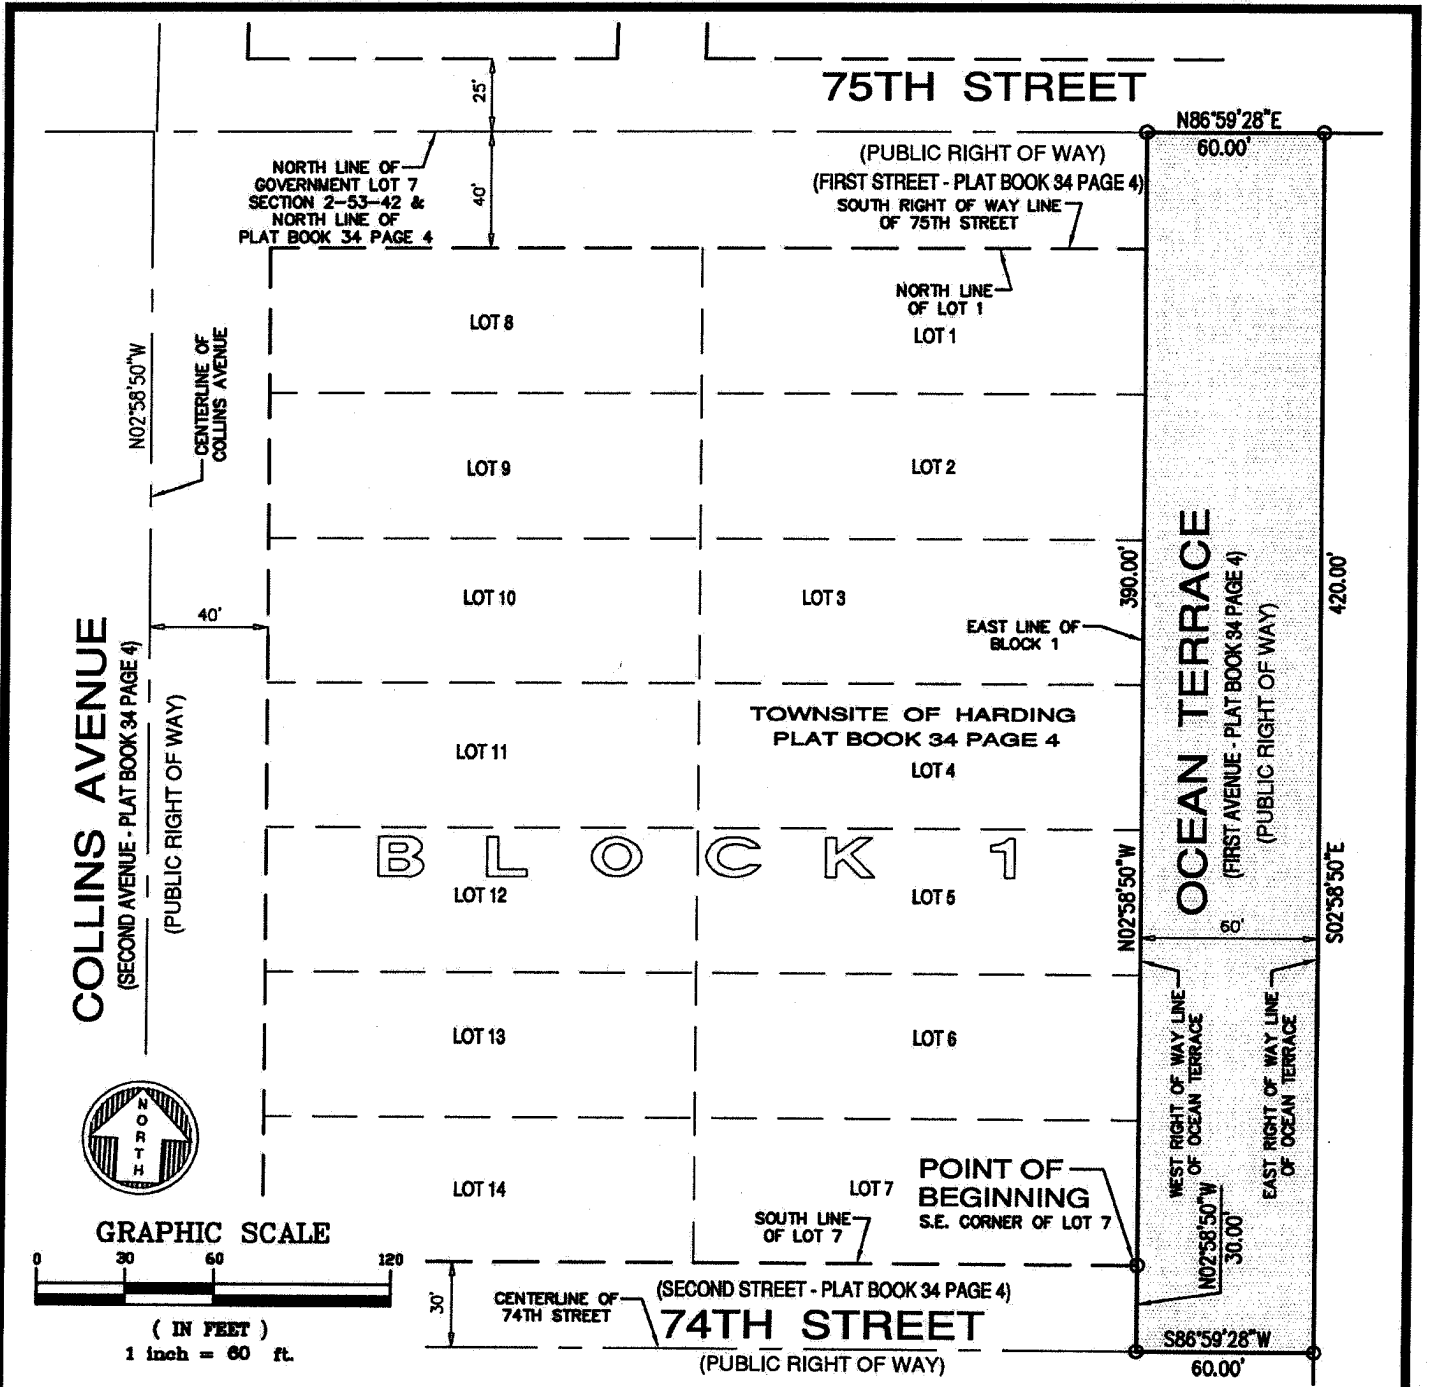 75TH STREET
25'
N86°59'28"E
60.00'
(PUBLIC RIGHT OF WAY)
(FIRST STREET - PLAT BOOK 34 PAGE 4)
SOUTH RIGHT OF WAY LINE
OF 75TH STREET
NORTH LINE OF
GOVERNMENT LOT 7
SECTION 2-53-42 &
NORTH LINE OF
PLAT BOOK 34 PAGE 4
40'
NORTH LINE
OF LOT 1
LOT 8
LOT 1
N02°58'50"W
CENTERLINE OF
COLLINS AVENUE
LOT 9
LOT 2
LOT 10
LOT 3
40'
390.00'
EAST LINE OF
BLOCK 1
OCEAN TERRACE
(FIRST AVENUE - PLAT BOOK 34 PAGE 4)
(PUBLIC RIGHT OF WAY)
420.00'
COLLINS AVENUE
(SECOND AVENUE - PLAT BOOK 34 PAGE 4)
(PUBLIC RIGHT OF WAY)
TOWNSITE OF HARDING
PLAT BOOK 34 PAGE 4
LOT 11
LOT 4
BLOCK 1
LOT 12
LOT 5
N02°58'50"W
60'
S02°58'50"E
LOT 13
LOT 6
WEST RIGHT OF WAY LINE
OF OCEAN TERRACE
EAST RIGHT OF WAY LINE
OF OCEAN TERRACE
NORTH
LOT 14
LOT 7
POINT OF
BEGINNING
S.E. CORNER OF LOT 7
SOUTH LINE
OF LOT 7
N02°58'50"W
30.00'
GRAPHIC SCALE
0 30 60 120
( IN FEET )
1 inch = 60 ft.
30'
CENTERLINE OF
74TH STREET
(SECOND STREET - PLAT BOOK 34 PAGE 4)
74TH STREET
(PUBLIC RIGHT OF WAY)
S86°59'28"W
60.00'